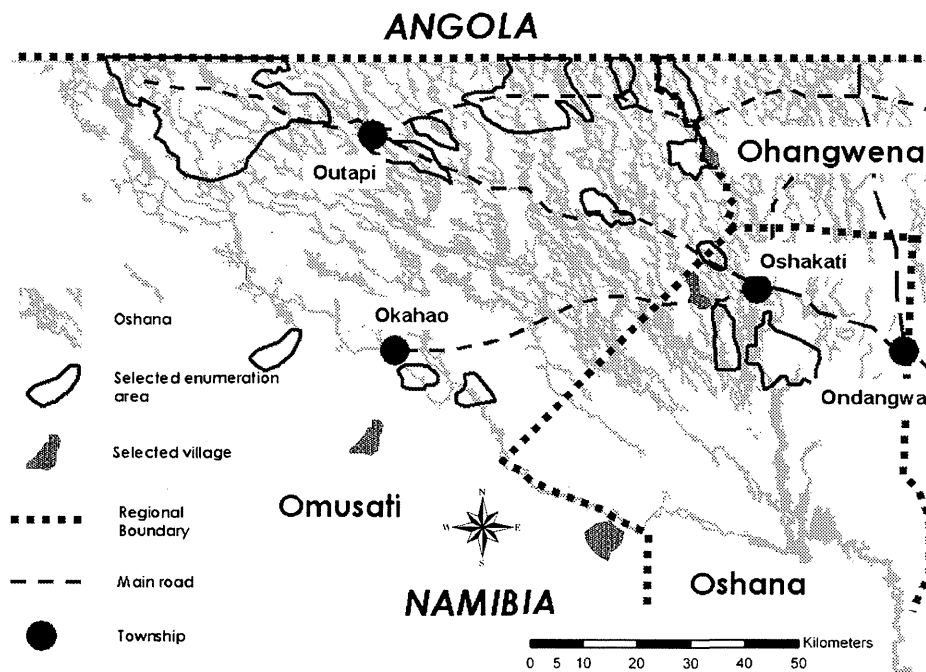 ANGOLA
Outapi
Ohangwena
Oshakati
Okahao
Ondangwa
Oshana
Selected enumeration
area
Selected village
Regional
Boundary
Main road
Township
Omusati
N
W
E
S
NAMIBIA
Oshana
Kilometers
0 5 10 20 30 40 50